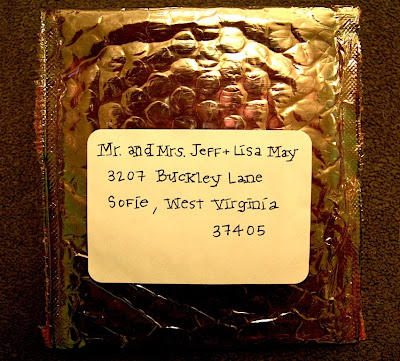 Mr. and Mrs. Jeff + Lisa May
3207 Buckley Lane
Sofie, West Virginia
37405